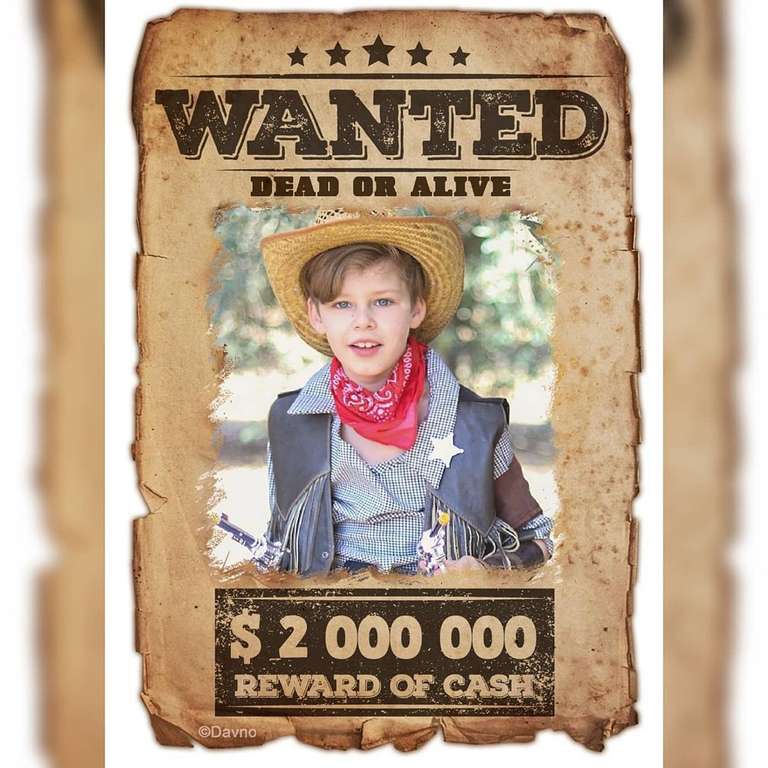 WANTED
DEAD OR ALIVE
$ 2 000 000
REWARD OF CASH
©Davno